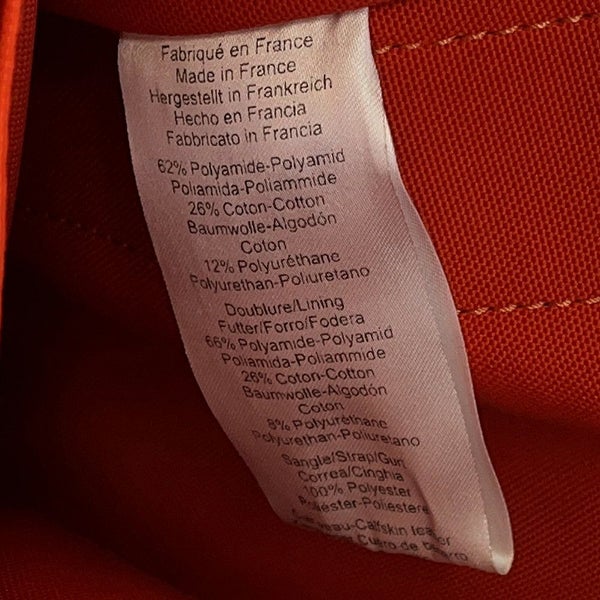 Fabriqué en France
Made in France
Hergestellt in Frankreich
Hecho en Francia
Fabbricato in Francia
62% Polyamide-Polyamid
Poliamida-Poliammide
26% Coton-Cotton
Baumwolle-Algodón
Coton
12% Polyuréthane
Polyurethan-Poliuretano
Doublure/Lining
Futter/Forro/Fodera
66% Polyamide-Polyamid
Poliamida-Poliammide
26% Coton-Cotton
Baumwolle-Algodón
Coton
8% Polyuréthane
Polyurethan-Poliuretano
Sangle/Strap/Gurt
Correa/Cinghia
100% Polyester
Poliéster-Poliestere
Calfskin
Cuero de